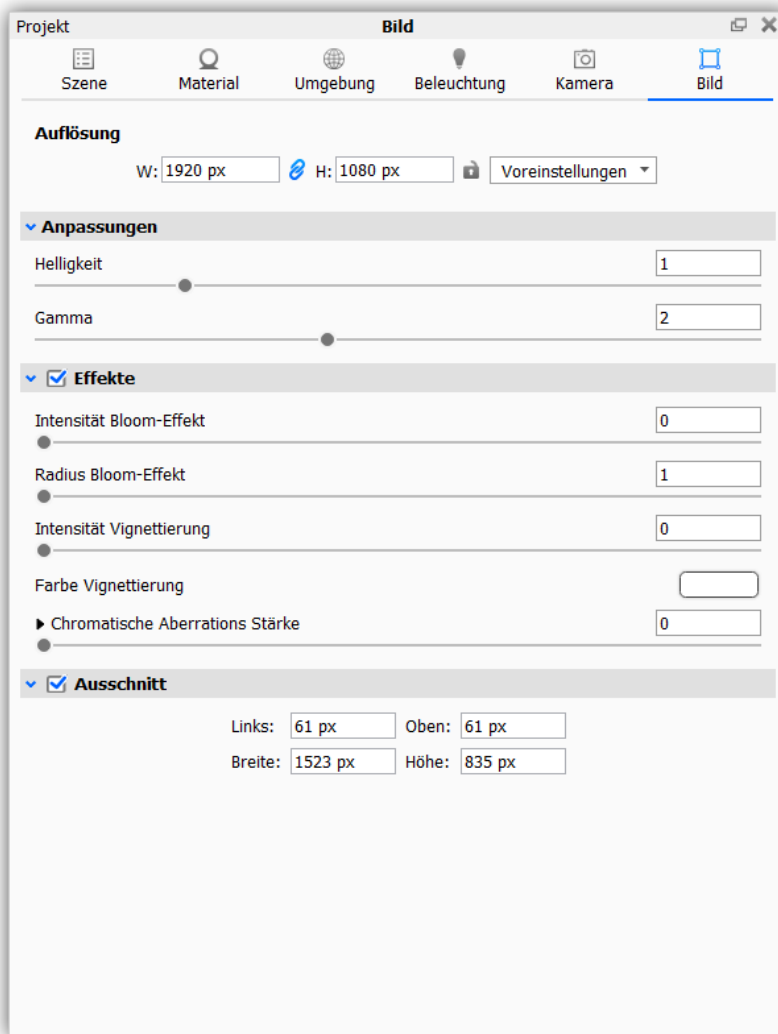 Projekt Bild
Szene Material Umgebung Beleuchtung Kamera Bild
Auflösung
W: 1920 px H: 1080 px Voreinstellungen
Anpassungen
Helligkeit 1
Gamma 2
Effekte
Intensität Bloom-Effekt 0
Radius Bloom-Effekt 1
Intensität Vignettierung 0
Farbe Vignettierung
Chromatische Aberrations Stärke 0
Ausschnitt
Links: 61 px Oben: 61 px
Breite: 1523 px Höhe: 835 px